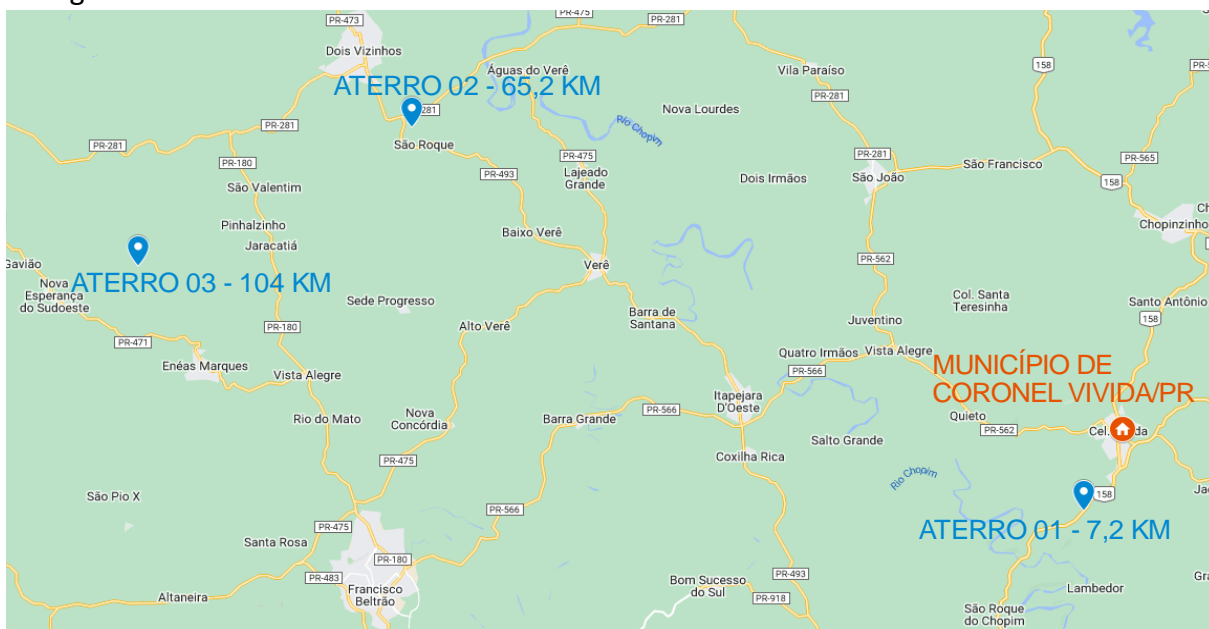 PR-473
PR-475
PR-281
Dois Vizinhos
Águas do Verê
Vila Paraíso
158
PR-5
ATERRO 02 - 65,2 KM
PR-281
281
Nova Lourdes
Rio Chopim
PR-281
PR-281
São Roque
PR-281
PR-180
PR-475
PR-565
São Francisco
PR-493
Lajeado
Grande
Dois Irmãos
São João
158
São Valentim
Pinhalzinho
Jaracatiá
Baixo Verê
Ch
Chopinzinho
Gavião
Verê
PR-562
ATERRO 03 - 104 KM
Nova
Esperança
do Sudoeste
Sede Progresso
Col. Santa
Teresinha
Santo Antônio
Barra de
Santana
158
PR-180
Alto Verê
Juventino
PR-471
Enéas Marques
Vista Alegre
Quatro Irmãos
Vista Alegre
PR-566
MUNICÍPIO DE
CORONEL VIVIDA/PR
Itapejara
D'Oeste
Rio do Mato
Nova
Concórdia
Barra Grande
PR-566
Quieto
PR-562
Cel.
da
Salto Grande
Coxilha Rica
PR-475
Rio Chopim
São Pio X
158
Ja
PR-566
ATERRO 01 - 7,2 KM
PR-475
Santa Rosa
PR-180
PR-483
Francisco
Beltrão
Bom Sucesso
do Sul
PR-493
Gra
Lambedor
Altaneira
PR-918
São Roque
do Chopim